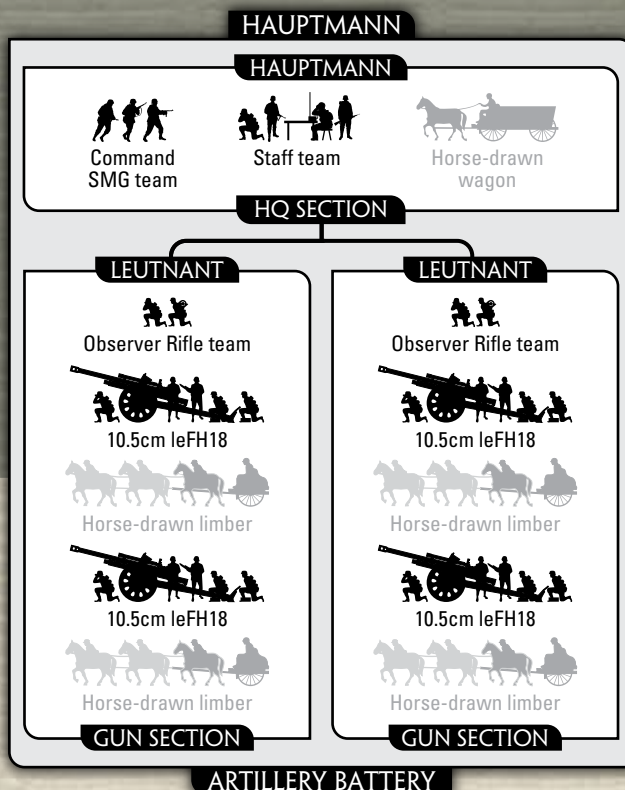 HAUPTMANN
HAUPTMANN
Command
SMG team
Staff team
Horse-drawn
wagon
HQ SECTION
LEUTNANT
Observer Rifle team
10.5cm leFH18
Horse-drawn limber
10.5cm leFH18
Horse-drawn limber
GUN SECTION
LEUTNANT
Observer Rifle team
10.5cm leFH18
Horse-drawn limber
10.5cm leFH18
Horse-drawn limber
GUN SECTION
ARTILLERY BATTERY